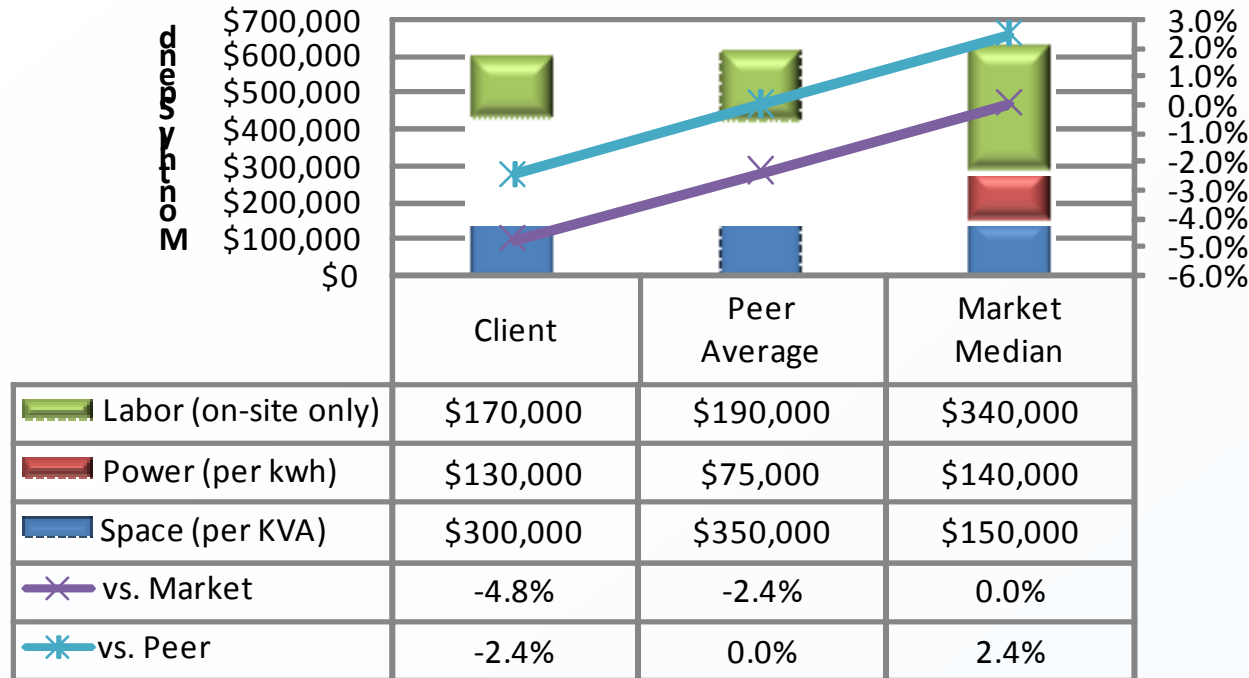 Monthly Spend
$700,000
$600,000
$500,000
$400,000
$300,000
$200,000
$100,000
$0
3.0%
2.0%
1.0%
0.0%
-1.0%
-2.0%
-3.0%
-4.0%
-5.0%
-6.0%
Client
Peer
Average
Market
Median
Labor (on-site only) $170,000 $190,000 $340,000
Power (per kwh) $130,000 $75,000 $140,000
Space (per KVA) $300,000 $350,000 $150,000
vs. Market -4.8% -2.4% 0.0%
vs. Peer -2.4% 0.0% 2.4%